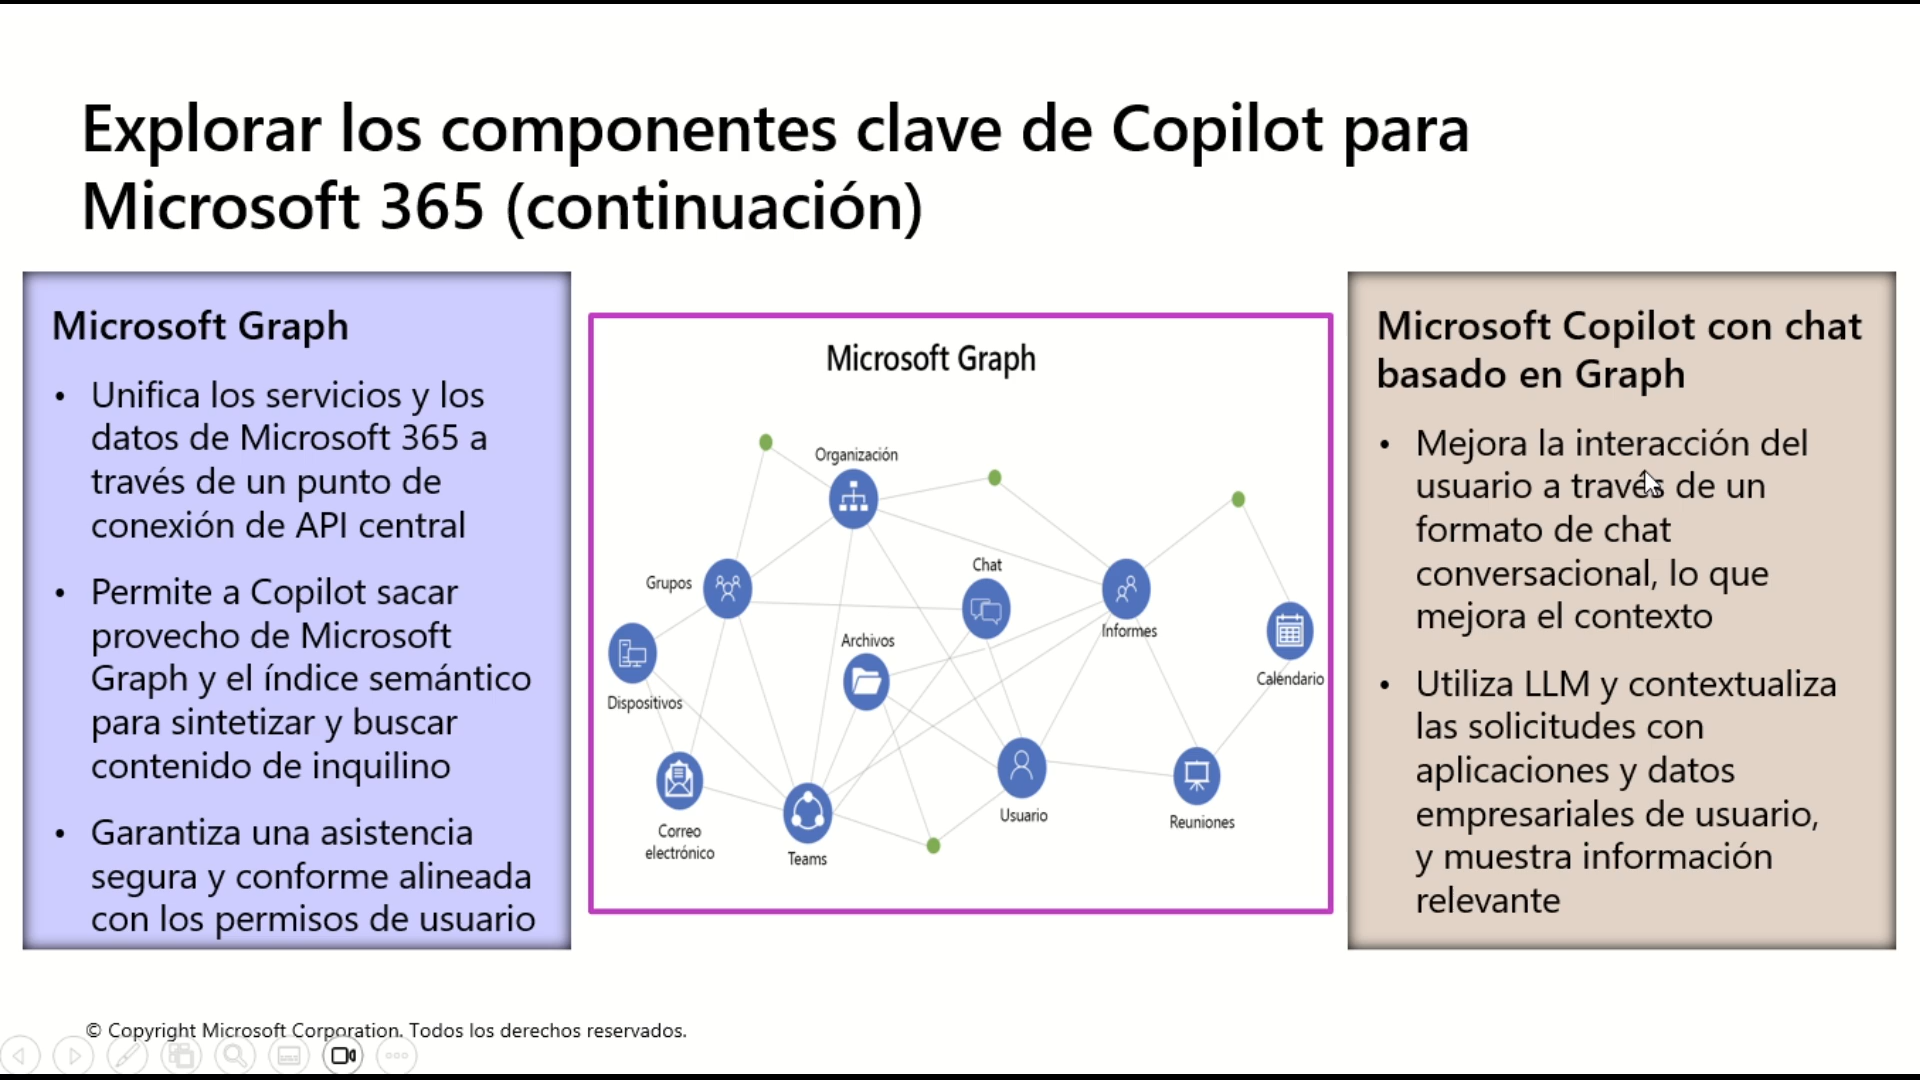 Explorar los componentes clave de Copilot para
Microsoft 365 (continuación)
Microsoft Graph
• Unifica los servicios y los
datos de Microsoft 365 a
través de un punto de
conexión de API central
• Permite a Copilot sacar
provecho de Microsoft
Graph y el índice semántico
para sintetizar y buscar
contenido de inquilino
• Garantiza una asistencia
segura y conforme alineada
con los permisos de usuario
Microsoft Graph
Organización
Grupos
Chat
Informes
Archivos
Dispositivos
Calendario
Correo
electrónico
Teams
Usuario
Reuniones
Microsoft Copilot con chat
basado en Graph
• Mejora la interacción del
usuario a través de un
formato de chat
conversacional, lo que
mejora el contexto
• Utiliza LLM y contextualiza
las solicitudes con
aplicaciones y datos
empresariales de usuario,
y muestra información
relevante
© Copyright Microsoft Corporation. Todos los derechos reservados.